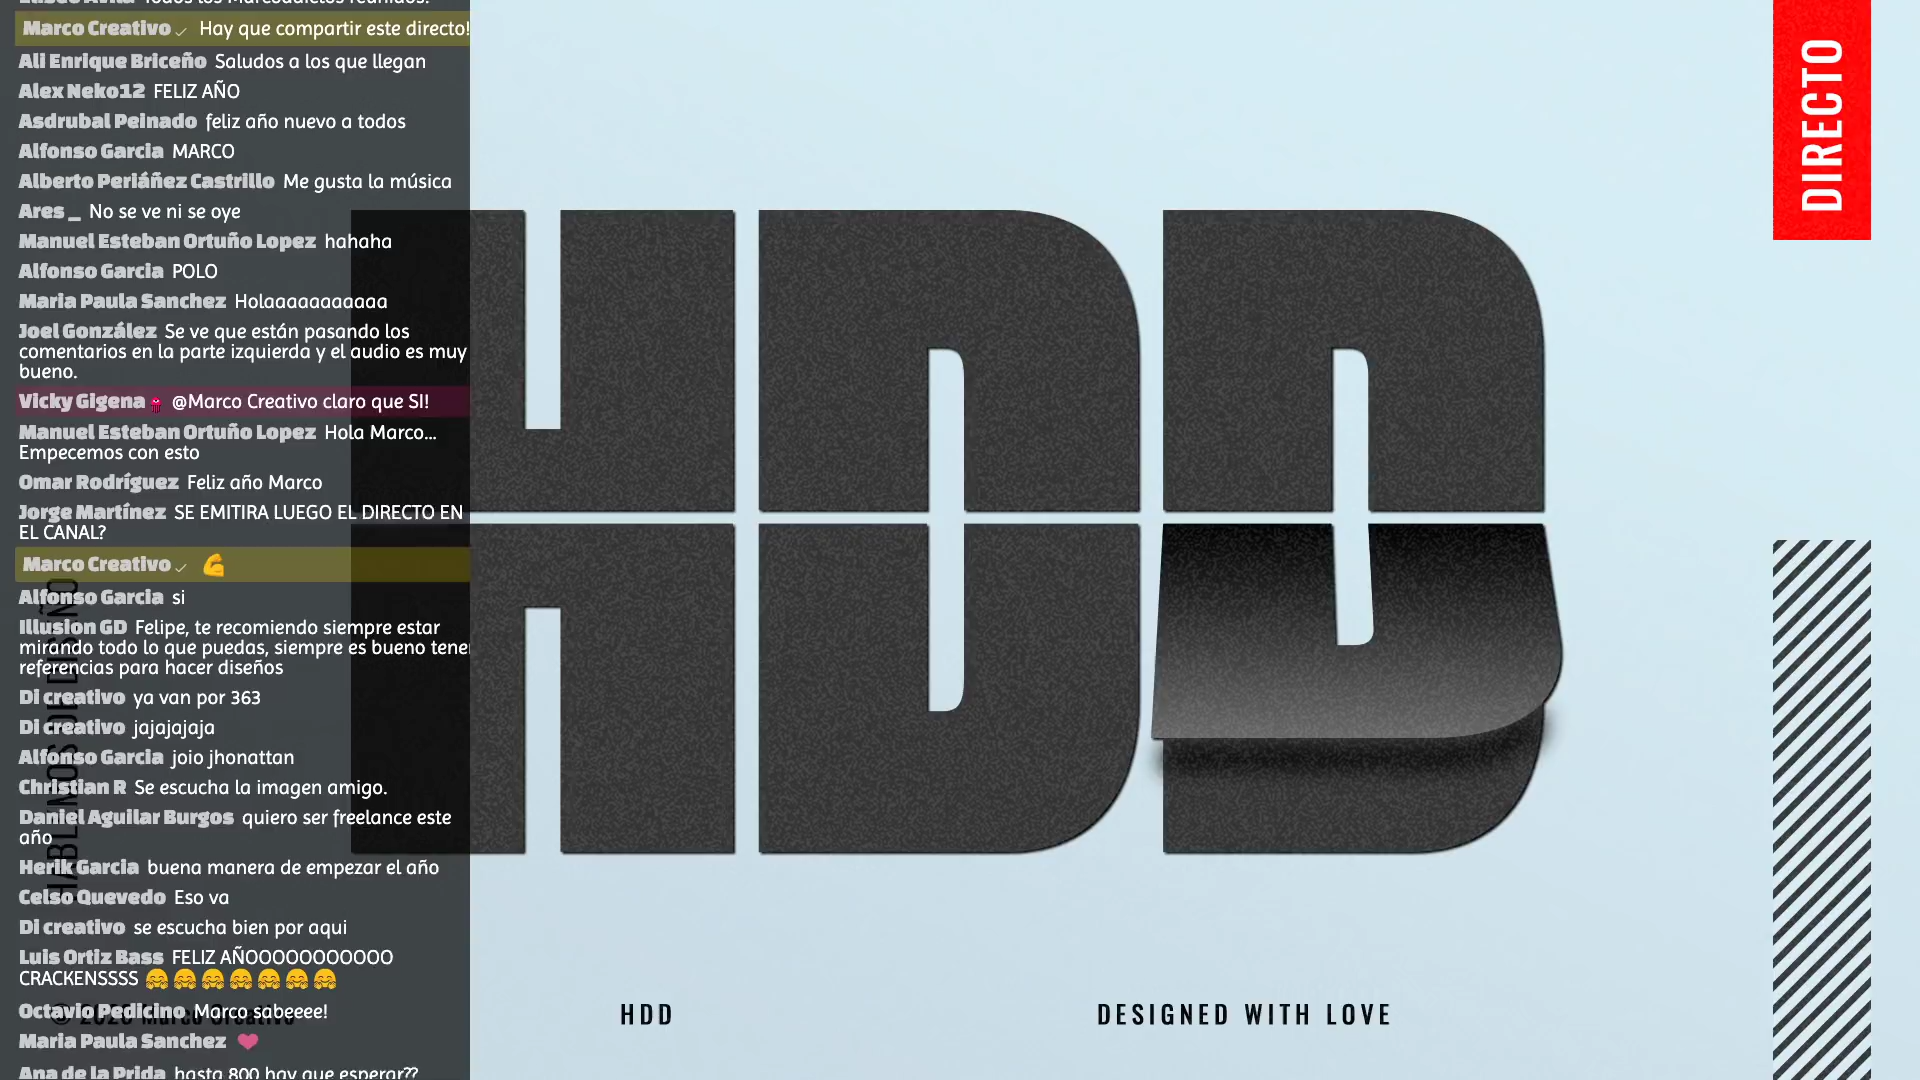 Marco Creativo Hay que compartir este directo!
Ali Enrique Briceño Saludos a los que llegan
Alex Neko12 FELIZ AÑO
Asdrubal Peinado feliz año nuevo a todos
Alfonso Garcia MARCO
Alberto Periáñez Castrillo Me gusta la música
Ares _ No se ve ni se oye
Manuel Esteban Ortuño Lopez hahaha
Alfonso Garcia POLO
Maria Paula Sanchez Holaaaaaaaaaaa
Joel González Se ve que están pasando los
comentarios en la parte izquierda y el audio es muy
bueno.
Vicky Gigena @Marco Creativo claro que SI!
Manuel Esteban Ortuño Lopez Hola Marco...
Empecemos con esto
Omar Rodríguez Feliz año Marco
Jorge Martínez SE EMITIRA LUEGO EL DIRECTO EN
EL CANAL?
Marco Creativo 💪
Alfonso Garcia si
Illusion GD Felipe, te recomiendo siempre estar
mirando todo lo que puedas, siempre es bueno tener
referencias para hacer diseños
Di creativo ya van por 363
Di creativo jajajajaja
Alfonso Garcia joio jhonattan
Christian R Se escucha la imagen amigo.
Daniel Aguilar Burgos quiero ser freelance este
año
Herik Garcia buena manera de empezar el año
Celso Quevedo Eso va
Di creativo se escucha bien por aqui
Luis Ortiz Bass FELIZ AÑOOOOOOOOOOO
CRACKENSSSS 🤗🤗🤗🤗🤗🤗🤗
Octavio Pedicino Marco sabeeee!
Maria Paula Sanchez ❤
Ana de la Prida hasta 800 hay que esperar??
HDD
HDD
DESIGNED WITH LOVE
DIRECTO